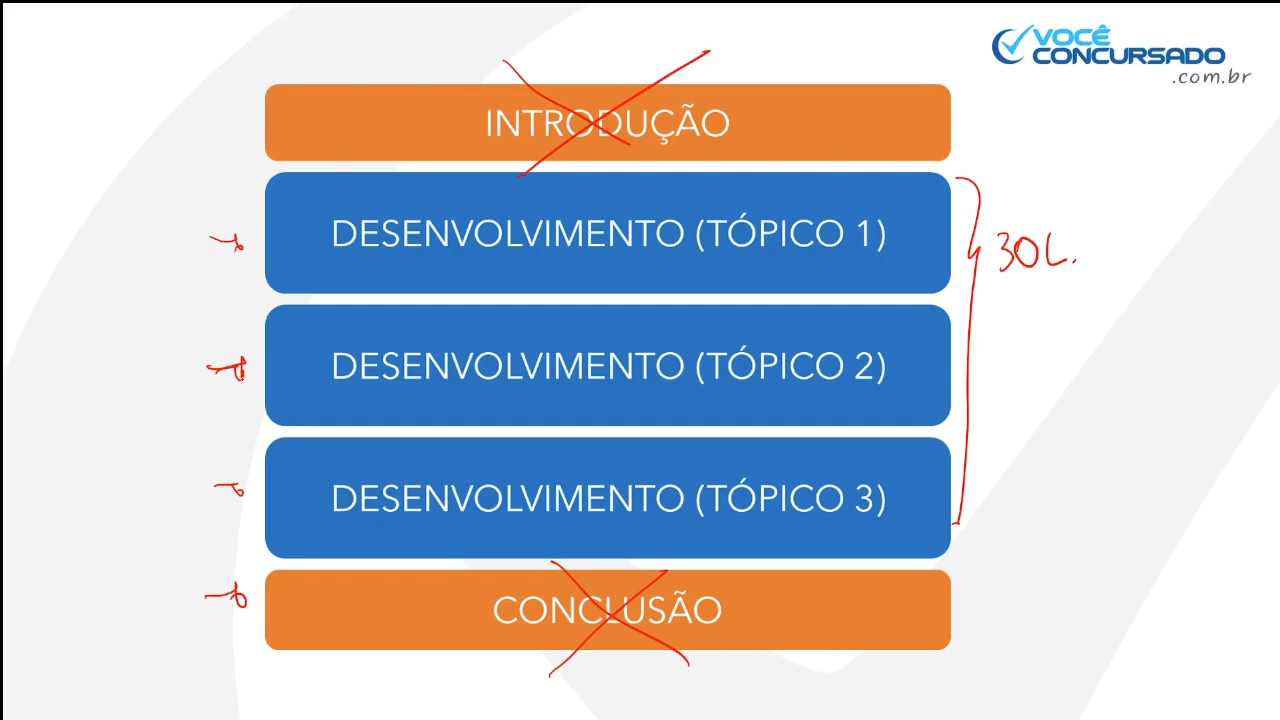 VOCÊ
CONCURSADO
.com.br
INTRODUÇÃO
DESENVOLVIMENTO (TÓPICO 1)
30L.
DESENVOLVIMENTO (TÓPICO 2)
DESENVOLVIMENTO (TÓPICO 3)
CONCLUSÃO